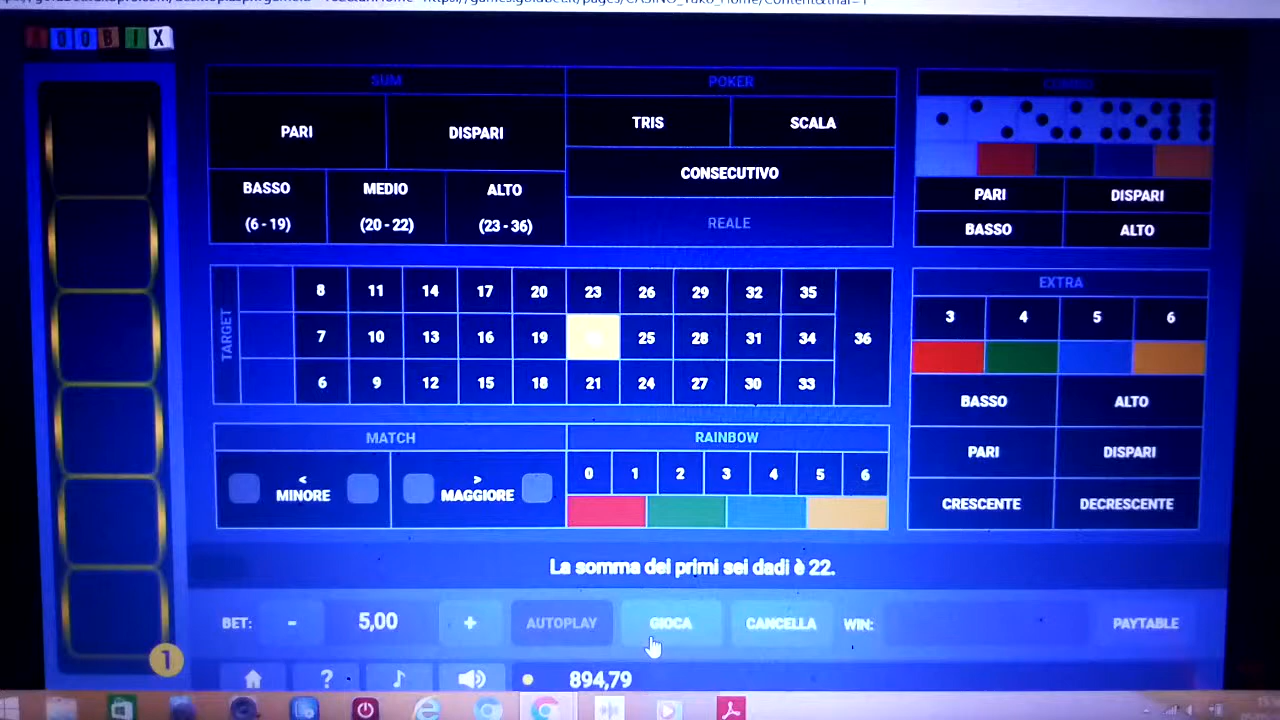 LOOBIX
SUM
POKER
PARI
DISPARI
TRIS
SCALA
CONSECUTIVO
BASSO
MEDIO
ALTO
(6 - 19)
(20 - 22)
(23 - 36)
REALE
PARI
DISPARI
BASSO
ALTO
TARGET
8 11 14 17 20 23 26 29 32 35
7 10 13 16 19 25 28 31 34 36
6 9 12 15 18 21 24 27 30 33
EXTRA
3 4 5 6
BASSO
ALTO
PARI
DISPARI
CRESCENTE
DECRESCENTE
MATCH
RAINBOW
<
MINORE
>
MAGGIORE
0 1 2 3 4 5 6
La somma dei primi sei dadi è 22.
BET: - 5,00 + AUTOPLAY GIOCA CANCELLA WIN: PAYTABLE
1
? 894,79